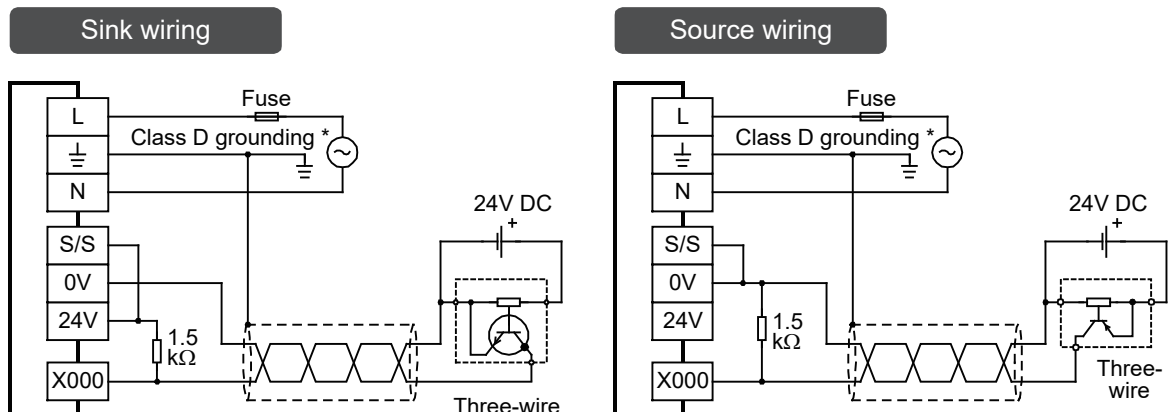 Sink wiring
L
Fuse
Class D grounding *
N
24V DC
+
S/S
0V
24V
1.5
kΩ
X000
Three-wire
Source wiring
L
Fuse
Class D grounding *
N
24V DC
+
S/S
0V
24V
1.5
kΩ
X000
Three-
wire